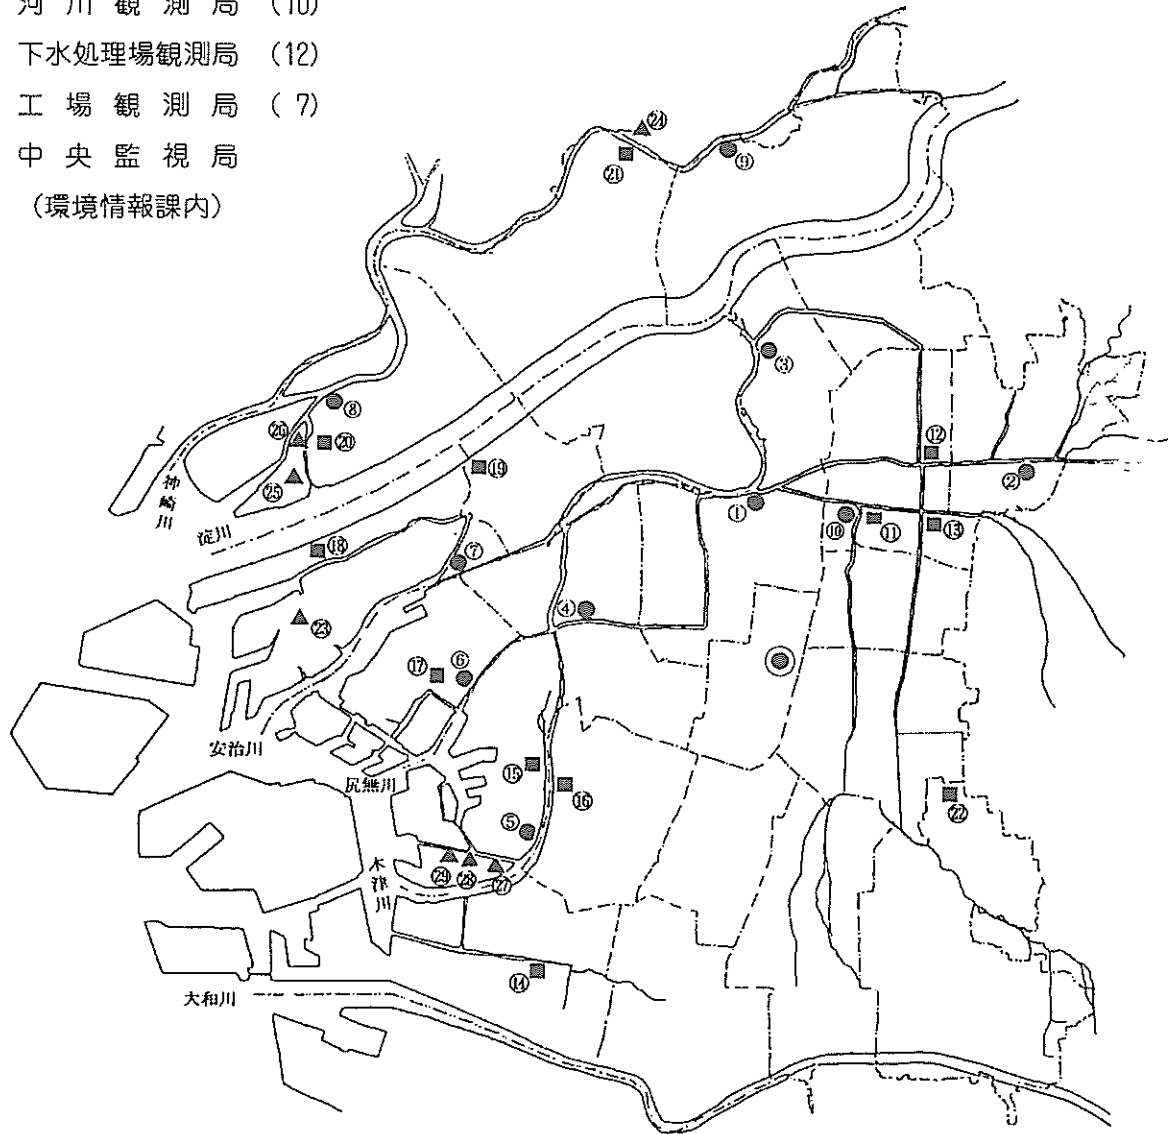 河川観測局 (10)
下水処理場観測局 (12)
工場観測局 (7)
中央監視局
(環境情報課内)
㉔
㉑
⑨
③
⑧
㉖
⑳
㉕
⑲
⑫
②
①
⑩
⑪
⑬
神崎川
淀川
⑱
⑦
④
㉓
⑰
⑥
安治川
尻無川
⑮
⑯
⑤
㉒
㉙
㉘
㉗
木津川
⑭
大和川